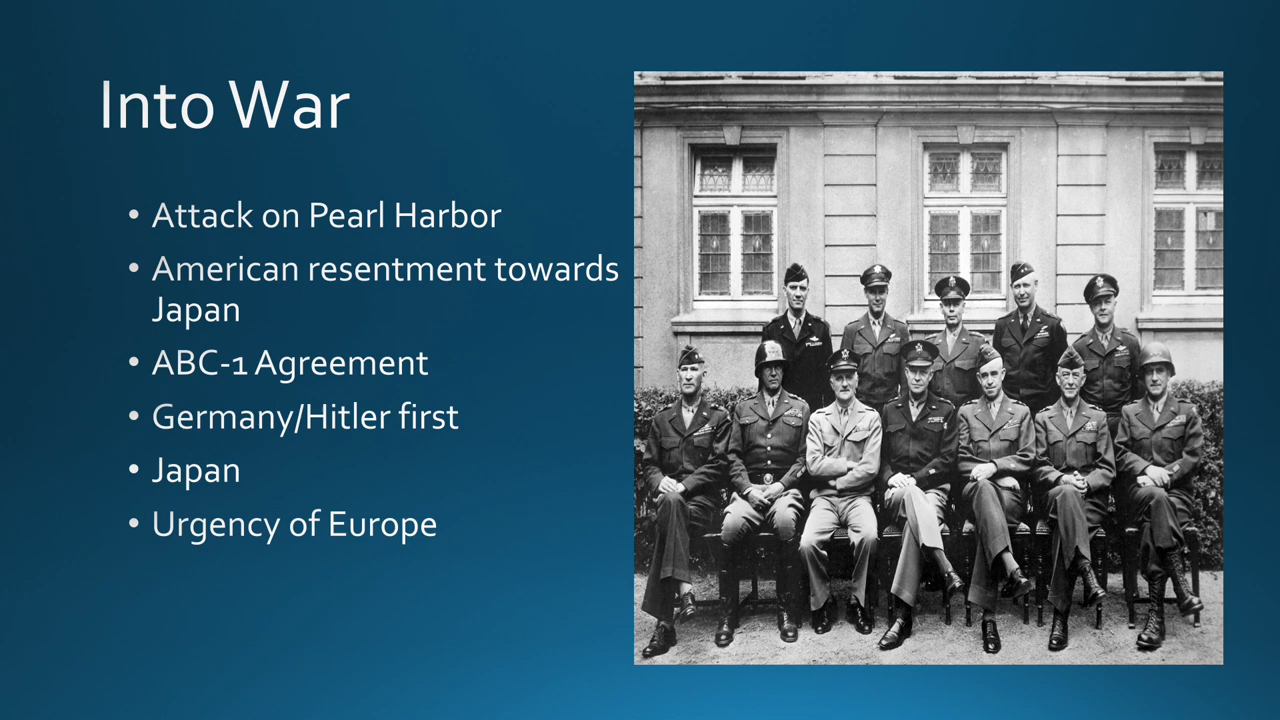 Into War
• Attack on Pearl Harbor
• American resentment towards
Japan
• ABC-1 Agreement
• Germany/Hitler first
• Japan
• Urgency of Europe